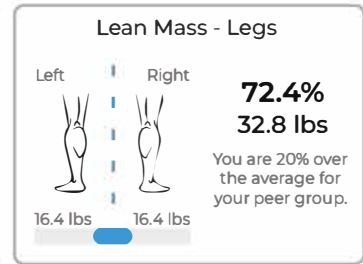 Lean Mass - Legs
Left
Right
16.4 lbs
16.4 lbs
72.4%
32.8 lbs
You are 20% over
the average for
your peer group.